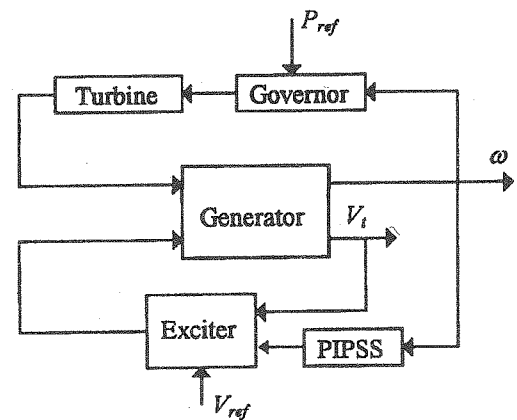 P_ref
Turbine
Governor
ω
Generator
V_t
Exciter
PIPSS
V_ref